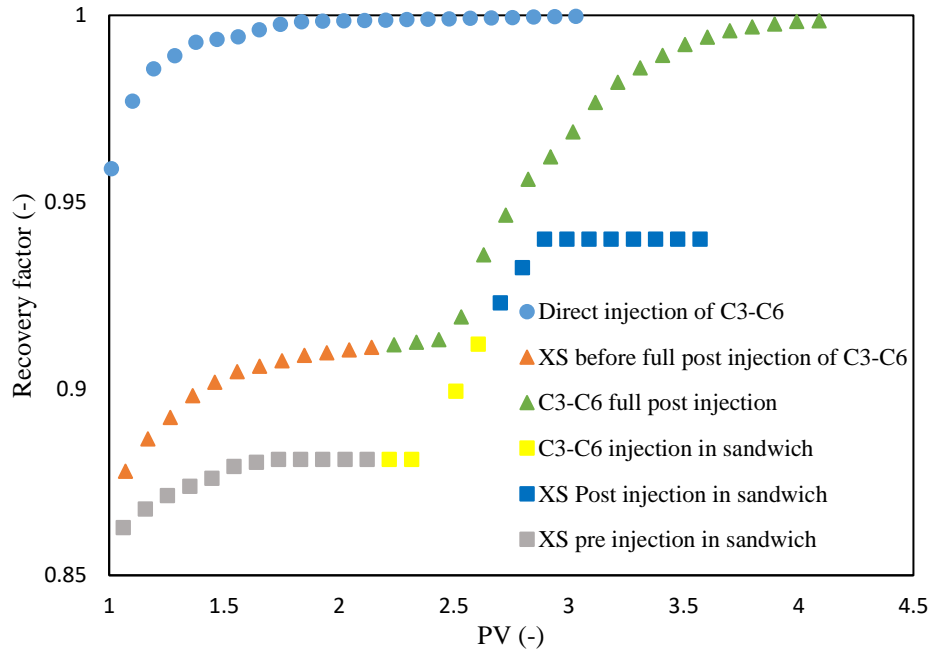 1
0.95
0.9
0.85
Recovery factor (-)
Direct injection of C3-C6
XS before full post injection of C3-C6
C3-C6 full post injection
C3-C6 injection in sandwich
XS Post injection in sandwich
XS pre injection in sandwich
1 1.5 2 2.5 3 3.5 4 4.5
PV (-)